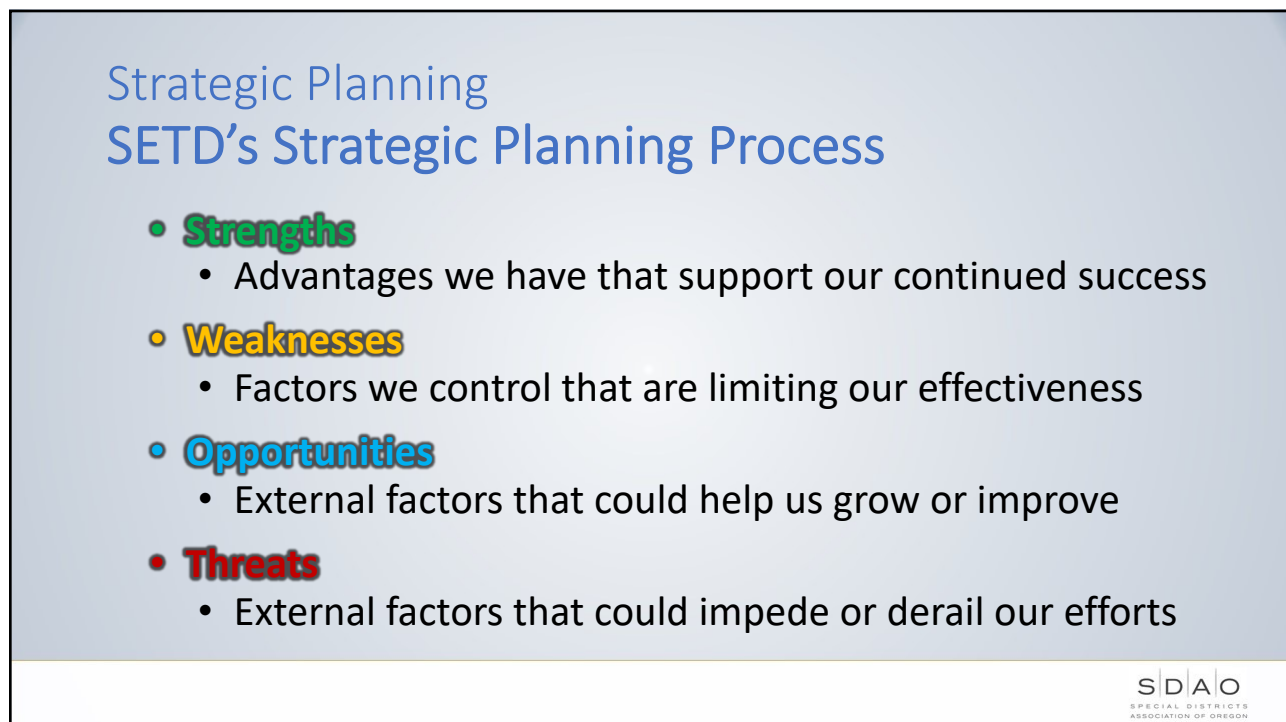 Strategic Planning
SETD’s Strategic Planning Process
• Strengths
• Advantages we have that support our continued success
• Weaknesses
• Factors we control that are limiting our effectiveness
• Opportunities
• External factors that could help us grow or improve
• Threats
• External factors that could impede or derail our efforts
S|D|A|O
SPECIAL DISTRICTS
ASSOCIATION OF OREGON